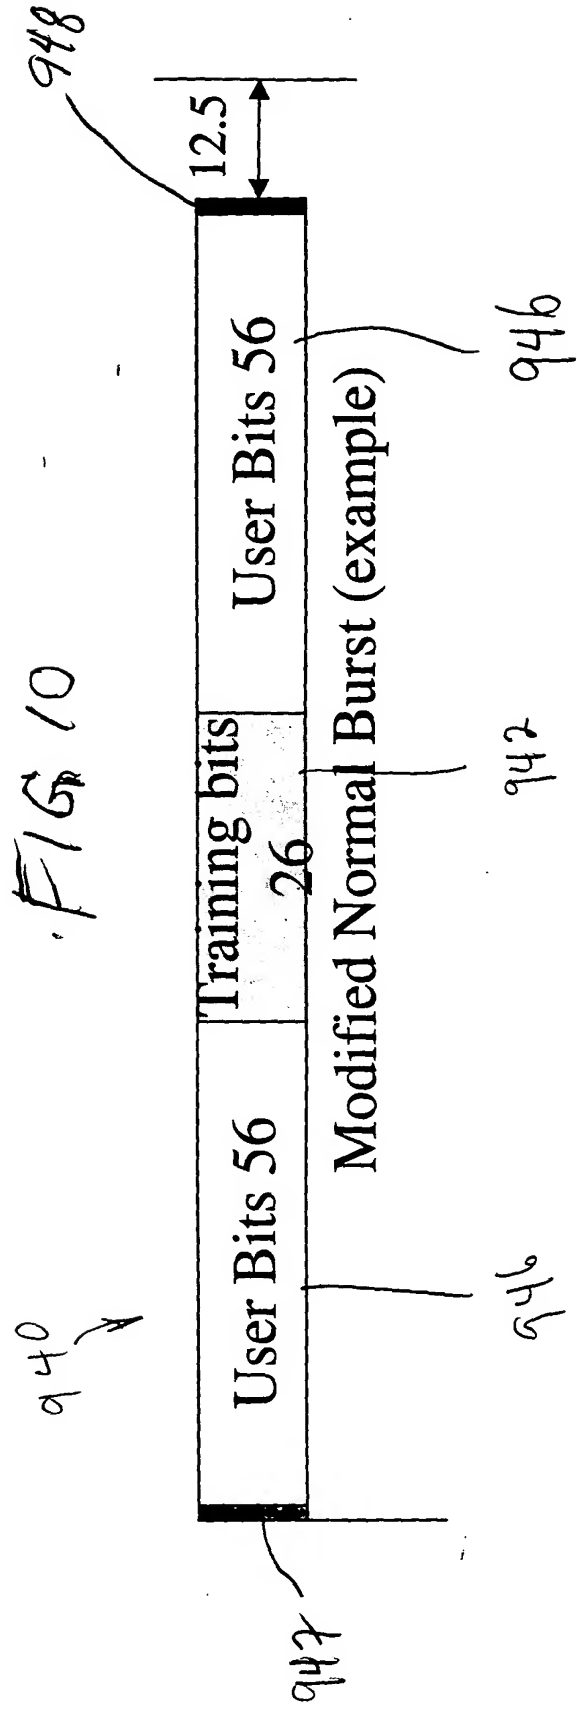 FIG 10
940
948
User Bits 56
Training bits
26
User Bits 56
12.5
Modified Normal Burst (example)
947
946
942
946